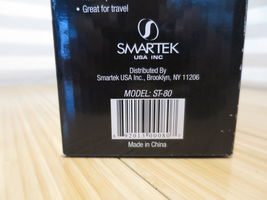 • Great for travel
SMARTEK
USA INC
Distributed By
Smartek USA Inc., Brooklyn, NY 11206
MODEL: ST-80
Made in China